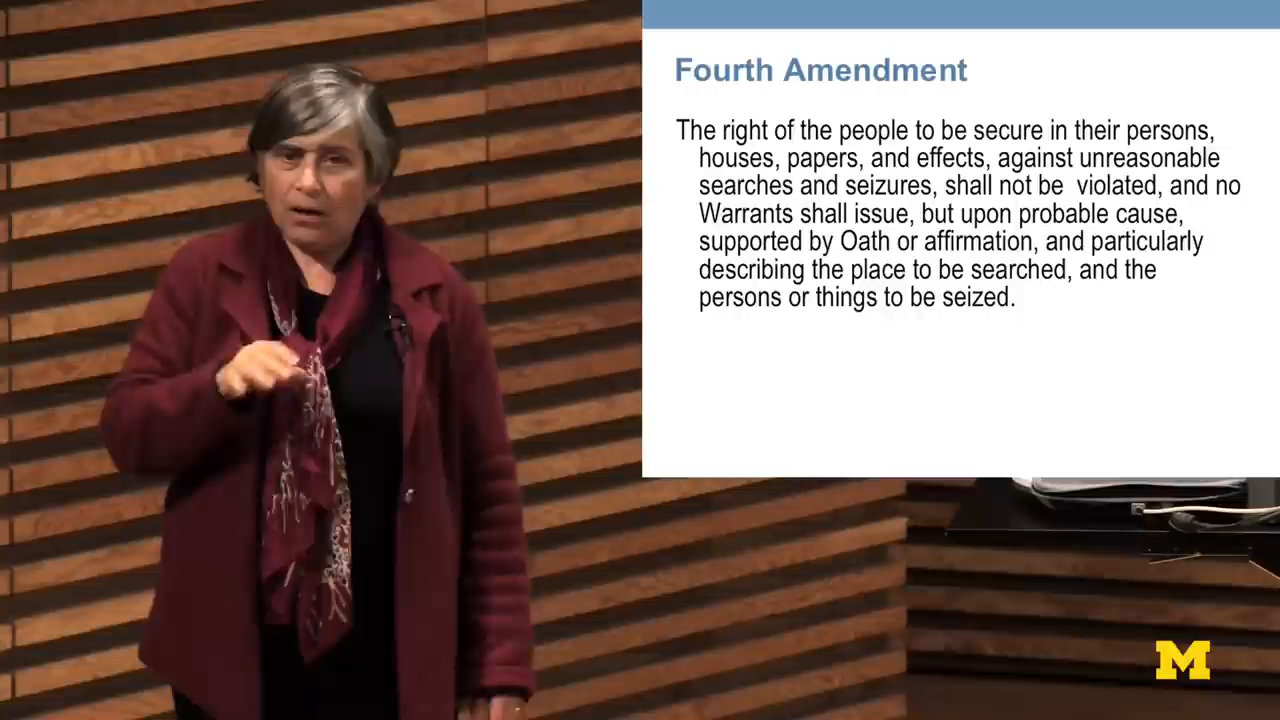 Fourth Amendment
The right of the people to be secure in their persons,
houses, papers, and effects, against unreasonable
searches and seizures, shall not be  violated, and no
Warrants shall issue, but upon probable cause,
supported by Oath or affirmation, and particularly
describing the place to be searched, and the
persons or things to be seized.
M